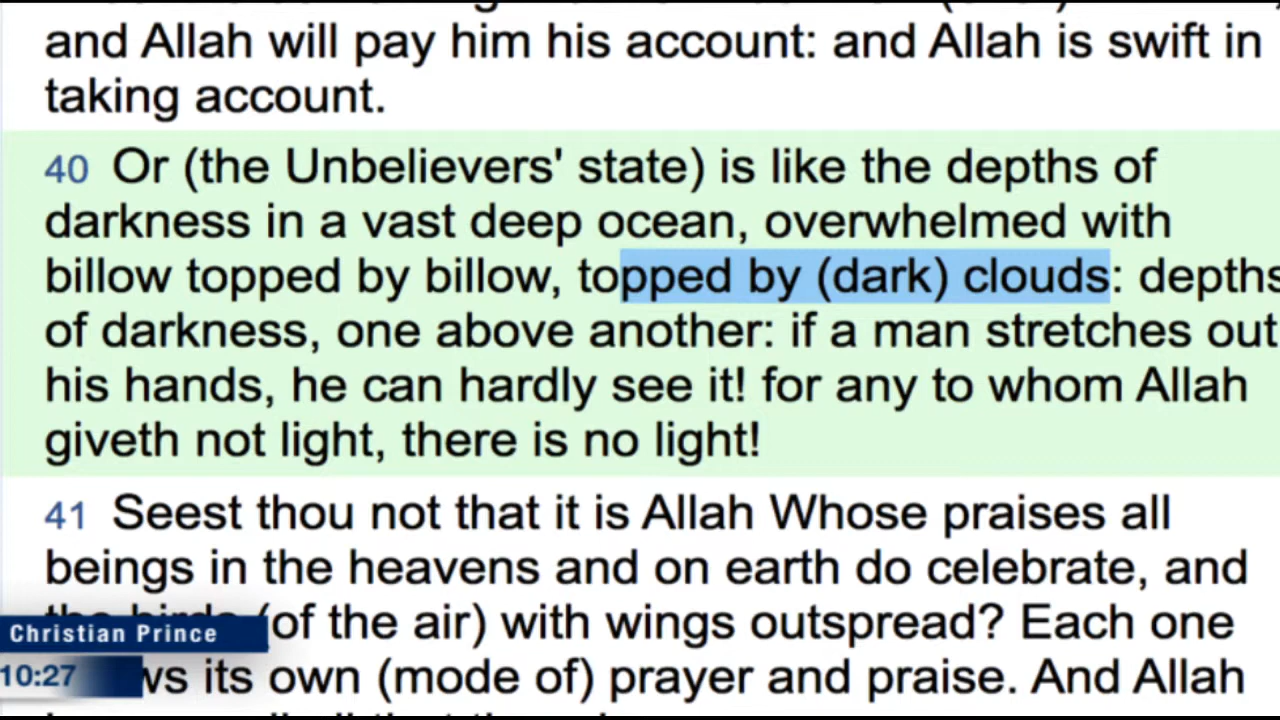 and Allah will pay him his account: and Allah is swift in
taking account.
40 Or (the Unbelievers' state) is like the depths of
darkness in a vast deep ocean, overwhelmed with
billow topped by billow, topped by (dark) clouds: depths
of darkness, one above another: if a man stretches out
his hands, he can hardly see it! for any to whom Allah
giveth not light, there is no light!
41 Seest thou not that it is Allah Whose praises all
beings in the heavens and on earth do celebrate, and
the birds (of the air) with wings outspread? Each one
Christian Prince
ws its own (mode of) prayer and praise. And Allah
10:27